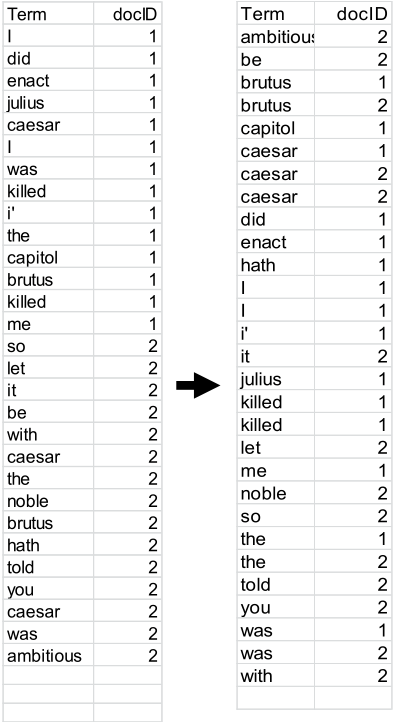 Term docID
I 1
did 1
enact 1
julius 1
caesar 1
I 1
was 1
killed 1
i' 1
the 1
capitol 1
brutus 1
killed 1
me 1
so 2
let 2
it 2
be 2
with 2
caesar 2
the 2
noble 2
brutus 2
hath 2
told 2
you 2
caesar 2
was 2
ambitious 2
Term docID
ambitious 2
be 2
brutus 1
brutus 2
capitol 1
caesar 1
caesar 2
caesar 2
did 1
enact 1
hath 1
I 1
I 1
i' 1
it 2
julius 1
killed 1
killed 1
let 2
me 1
noble 2
so 2
the 1
the 2
told 2
you 2
was 1
was 2
with 2